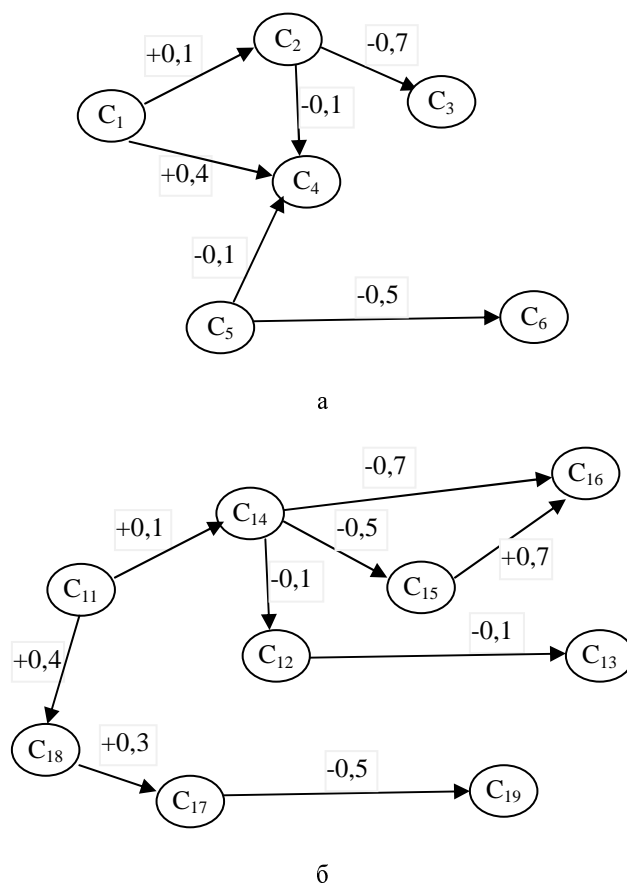 C₂
-0,7
+0,1
C₃
C₁
-0,1
+0,4
C₄
-0,1
-0,5
C₅
C₆
а
-0,7
C₁₆
C₁₄
+0,1
-0,5
+0,7
C₁₁
-0,1
C₁₅
-0,1
C₁₂
C₁₃
+0,4
+0,3
C₁₈
-0,5
C₁₇
C₁₉
б